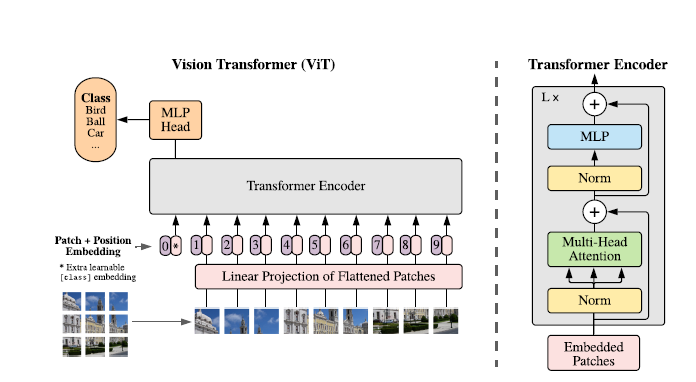 Vision Transformer (ViT)
Class
Bird
Ball
Car
...
MLP
Head
Transformer Encoder
0 * 1 2 3 4 5 6 7 8 9
Patch + Position
Embedding
* Extra learnable
[class] embedding
Linear Projection of Flattened Patches
Transformer Encoder
L x
+
MLP
Norm
+
Multi-Head
Attention
Norm
Embedded
Patches